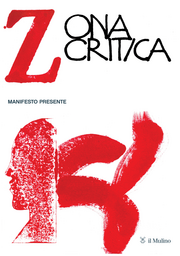 ZONA
CRITICA
MANIFESTO PRESENTE
il Mulino